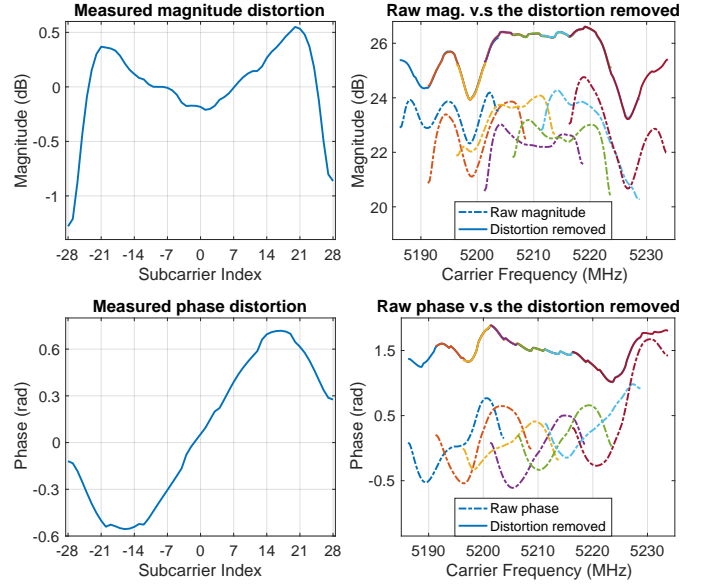 Measured magnitude distortion
Magnitude (dB)
0.5
0
-0.5
-1
-28 -21 -14 -7 0 7 14 21 28
Subcarrier Index
Raw mag. v.s the distortion removed
Magnitude (dB)
26
24
22
20
Raw magnitude
Distortion removed
5190 5200 5210 5220 5230
Carrier Frequency (MHz)
Measured phase distortion
Phase (rad)
0.6
0.3
0
-0.3
-0.6
-28 -21 -14 -7 0 7 14 21 28
Subcarrier Index
Raw phase v.s the distortion removed
Phase (rad)
1.5
0.5
-0.5
Raw phase
Distortion removed
5190 5200 5210 5220 5230
Carrier Frequency (MHz)